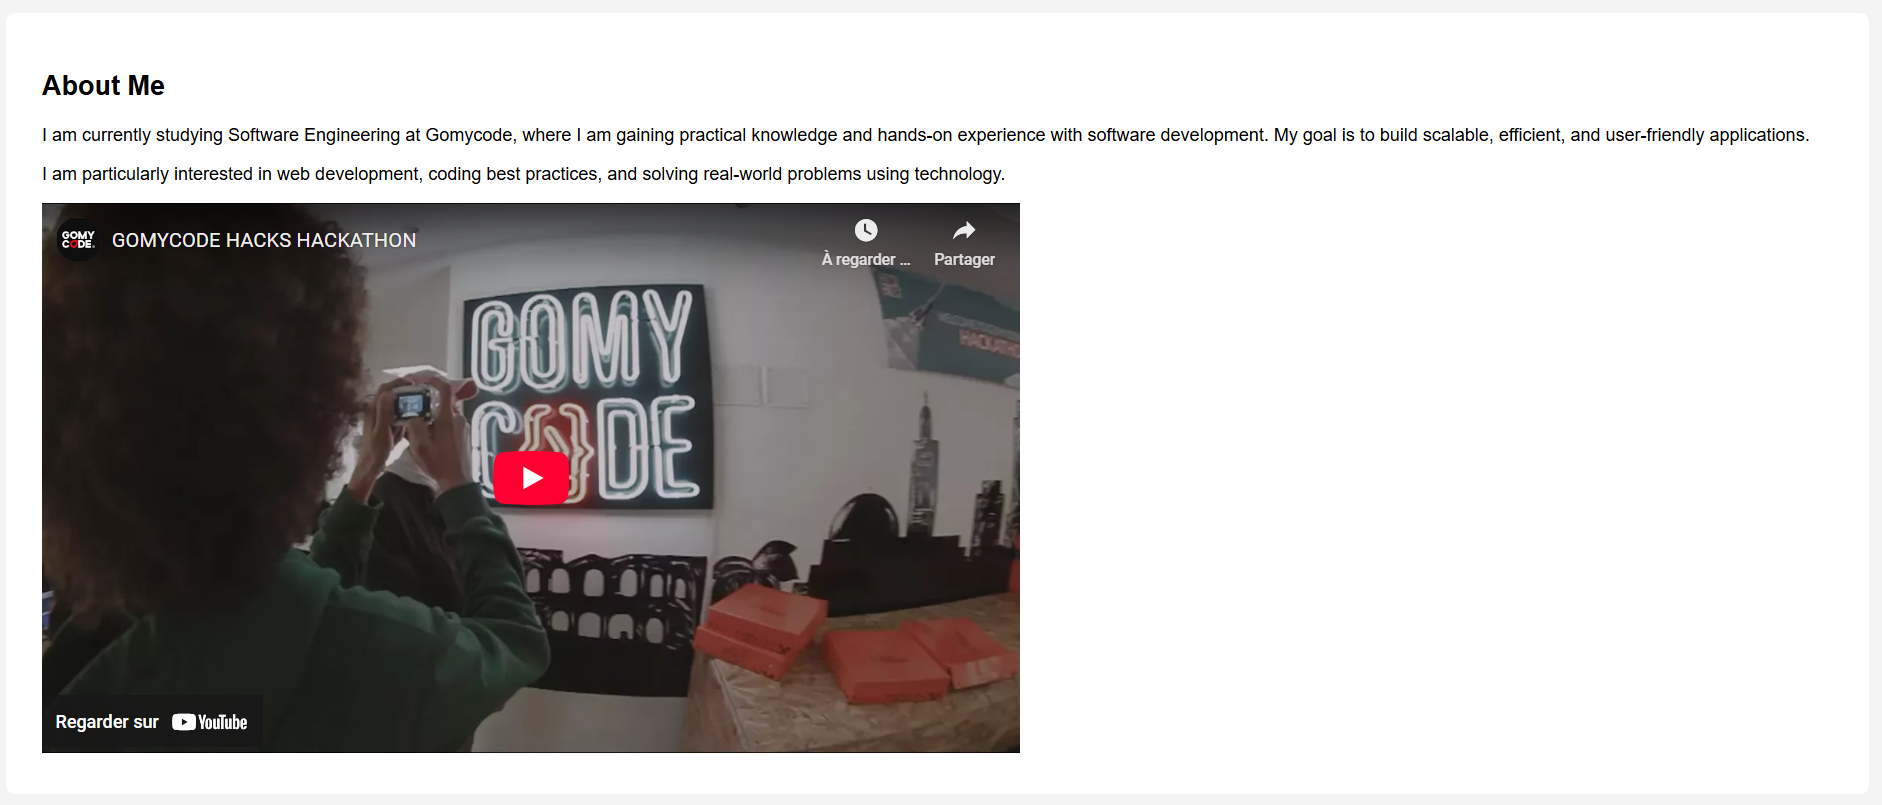 About Me
I am currently studying Software Engineering at Gomycode, where I am gaining practical knowledge and hands-on experience with software development. My goal is to build scalable, efficient, and user-friendly applications.
I am particularly interested in web development, coding best practices, and solving real-world problems using technology.
GOMY
CODE.
GOMYCODE HACKS HACKATHON
À regarder ...
Partager
GOMY
C{}DE
HACKATHO
Regarder sur YouTube